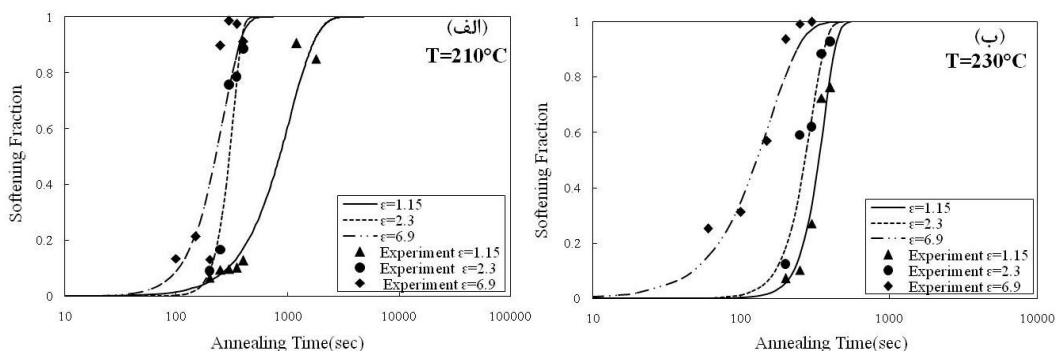 (الف)
T=210°C
1
0.8
0.6
0.4
0.2
0
Softening Fraction
ε=1.15
ε=2.3
ε=6.9
Experiment ε=1.15
Experiment ε=2.3
Experiment ε=6.9
10 100 1000 10000 100000
Annealing Time(sec)
(ب)
T=230°C
1
0.8
0.6
0.4
0.2
0
Softening Fraction
ε=1.15
ε=2.3
ε=6.9
Experiment ε=1.15
Experiment ε=2.3
Experiment ε=6.9
10 100 1000 10000
Annealing Time(sec)